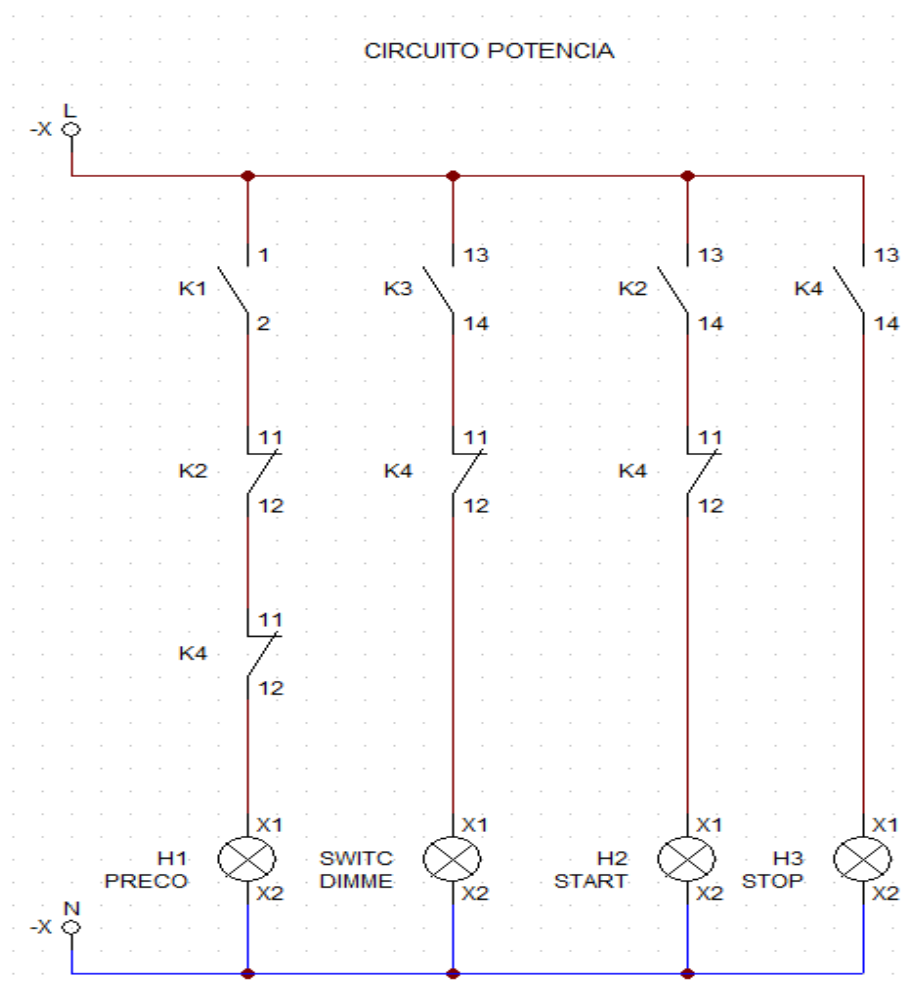 CIRCUITO POTENCIA
L
-X
1 13 13 13
K1 K3 K2 K4
2 14 14 14
11 11 11
K2 K4 K4
12 12 12
11
K4
12
X1 X1 X1 X1
H1 SWITC H2 H3
PRECO DIMME START STOP
X2 X2 X2 X2
N
-X